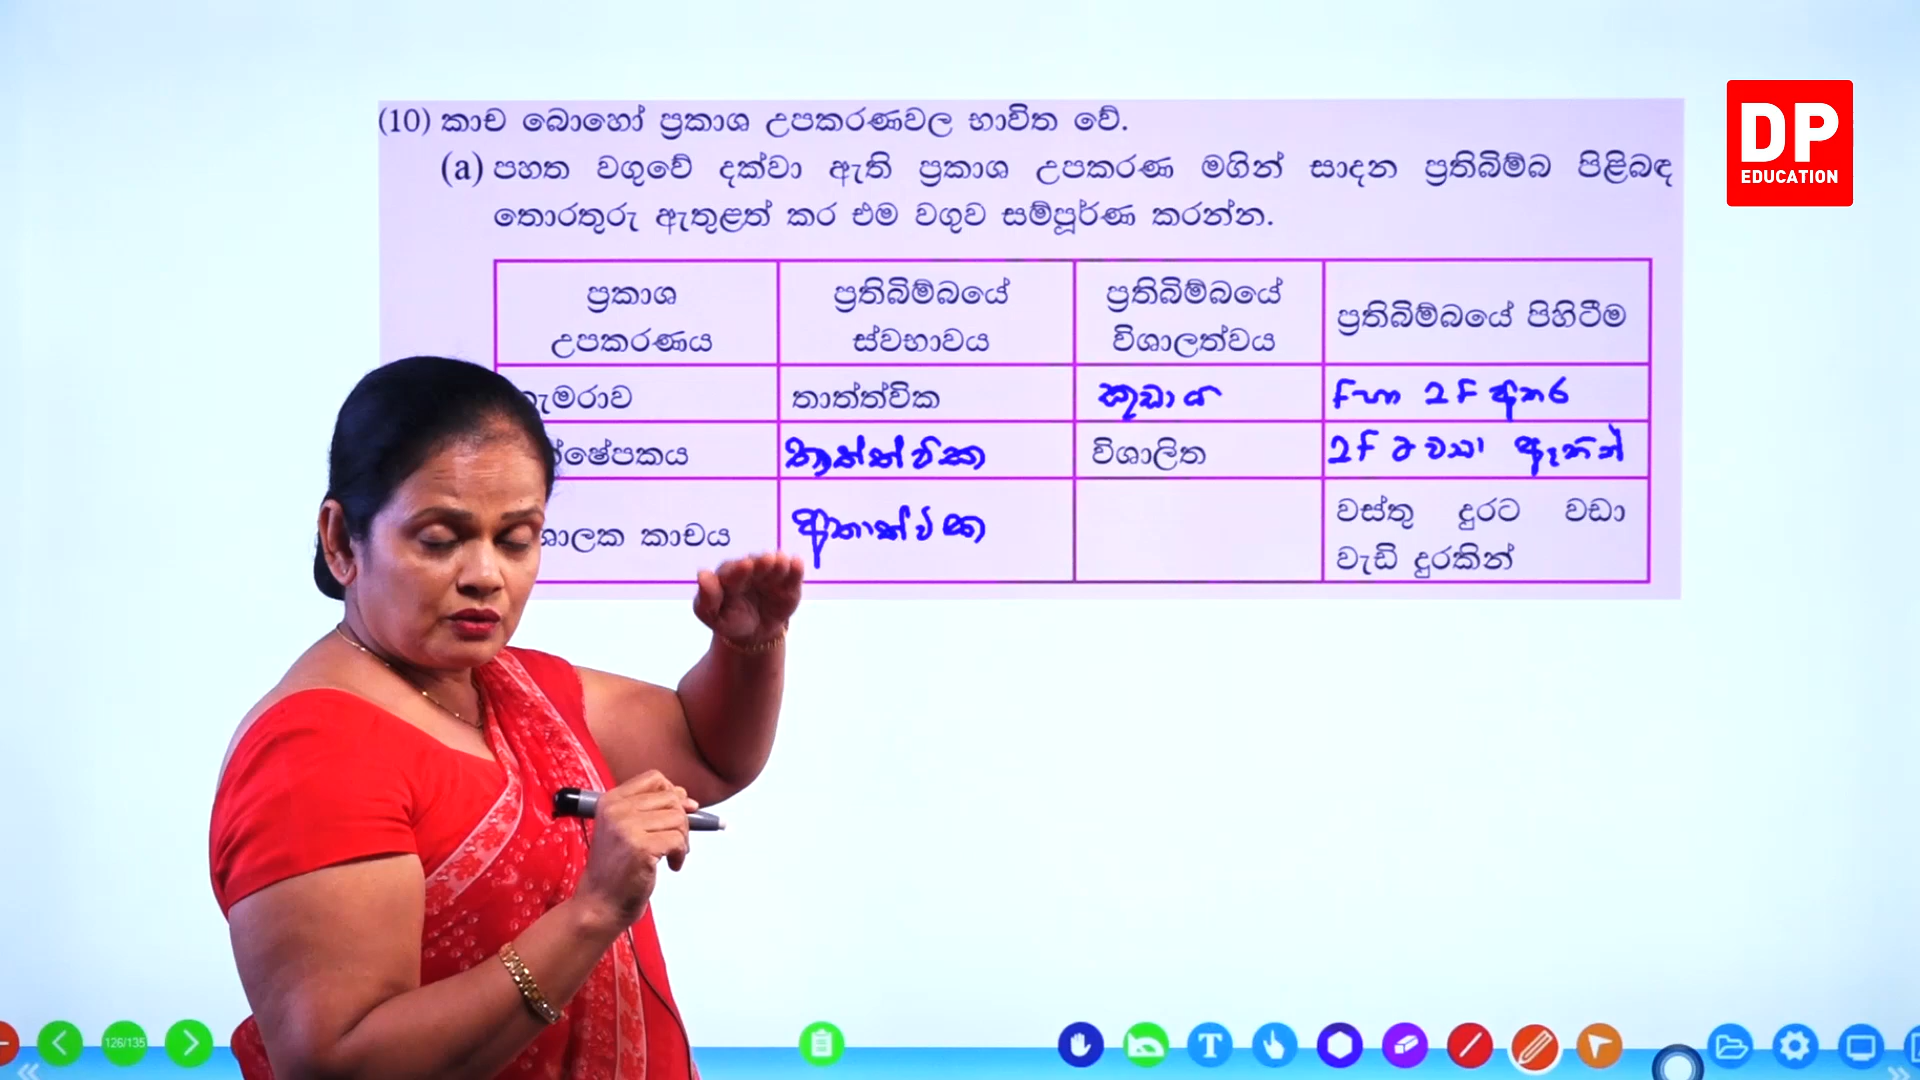 DP
EDUCATION
(10) කාච බොහෝ ප්‍රකාශ උපකරණවල භාවිත වේ.
(a) පහත වගුවේ දක්වා ඇති ප්‍රකාශ උපකරණ මගින් සාදන ප්‍රතිබිම්බ පිළිබඳ
තොරතුරු ඇතුළත් කර එම වගුව සම්පූර්ණ කරන්න.
ප්‍රකාශ උපකරණය
ප්‍රතිබිම්බයේ ස්වභාවය
ප්‍රතිබිම්බයේ විශාලත්වය
ප්‍රතිබිම්බයේ පිහිටීම
තාත්ත්වික කුඩාය F හා 2F අතර
තාත්ත්වික විශාලිත 2F ට වඩා ඈතින්
කාචය අතාත්වික වස්තු දුරට වඩා
වැඩි දුරකින්
126/135